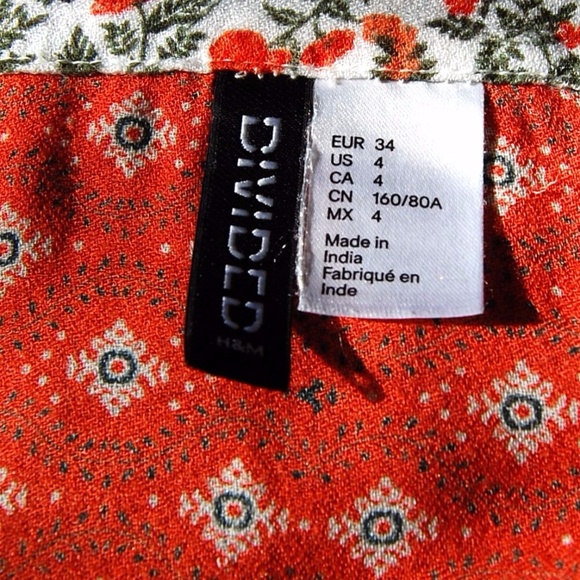 DIVIDED
H&M
EUR 34
US 4
CA 4
CN 160/80A
MX 4
Made in
India
Fabriqué en
Inde